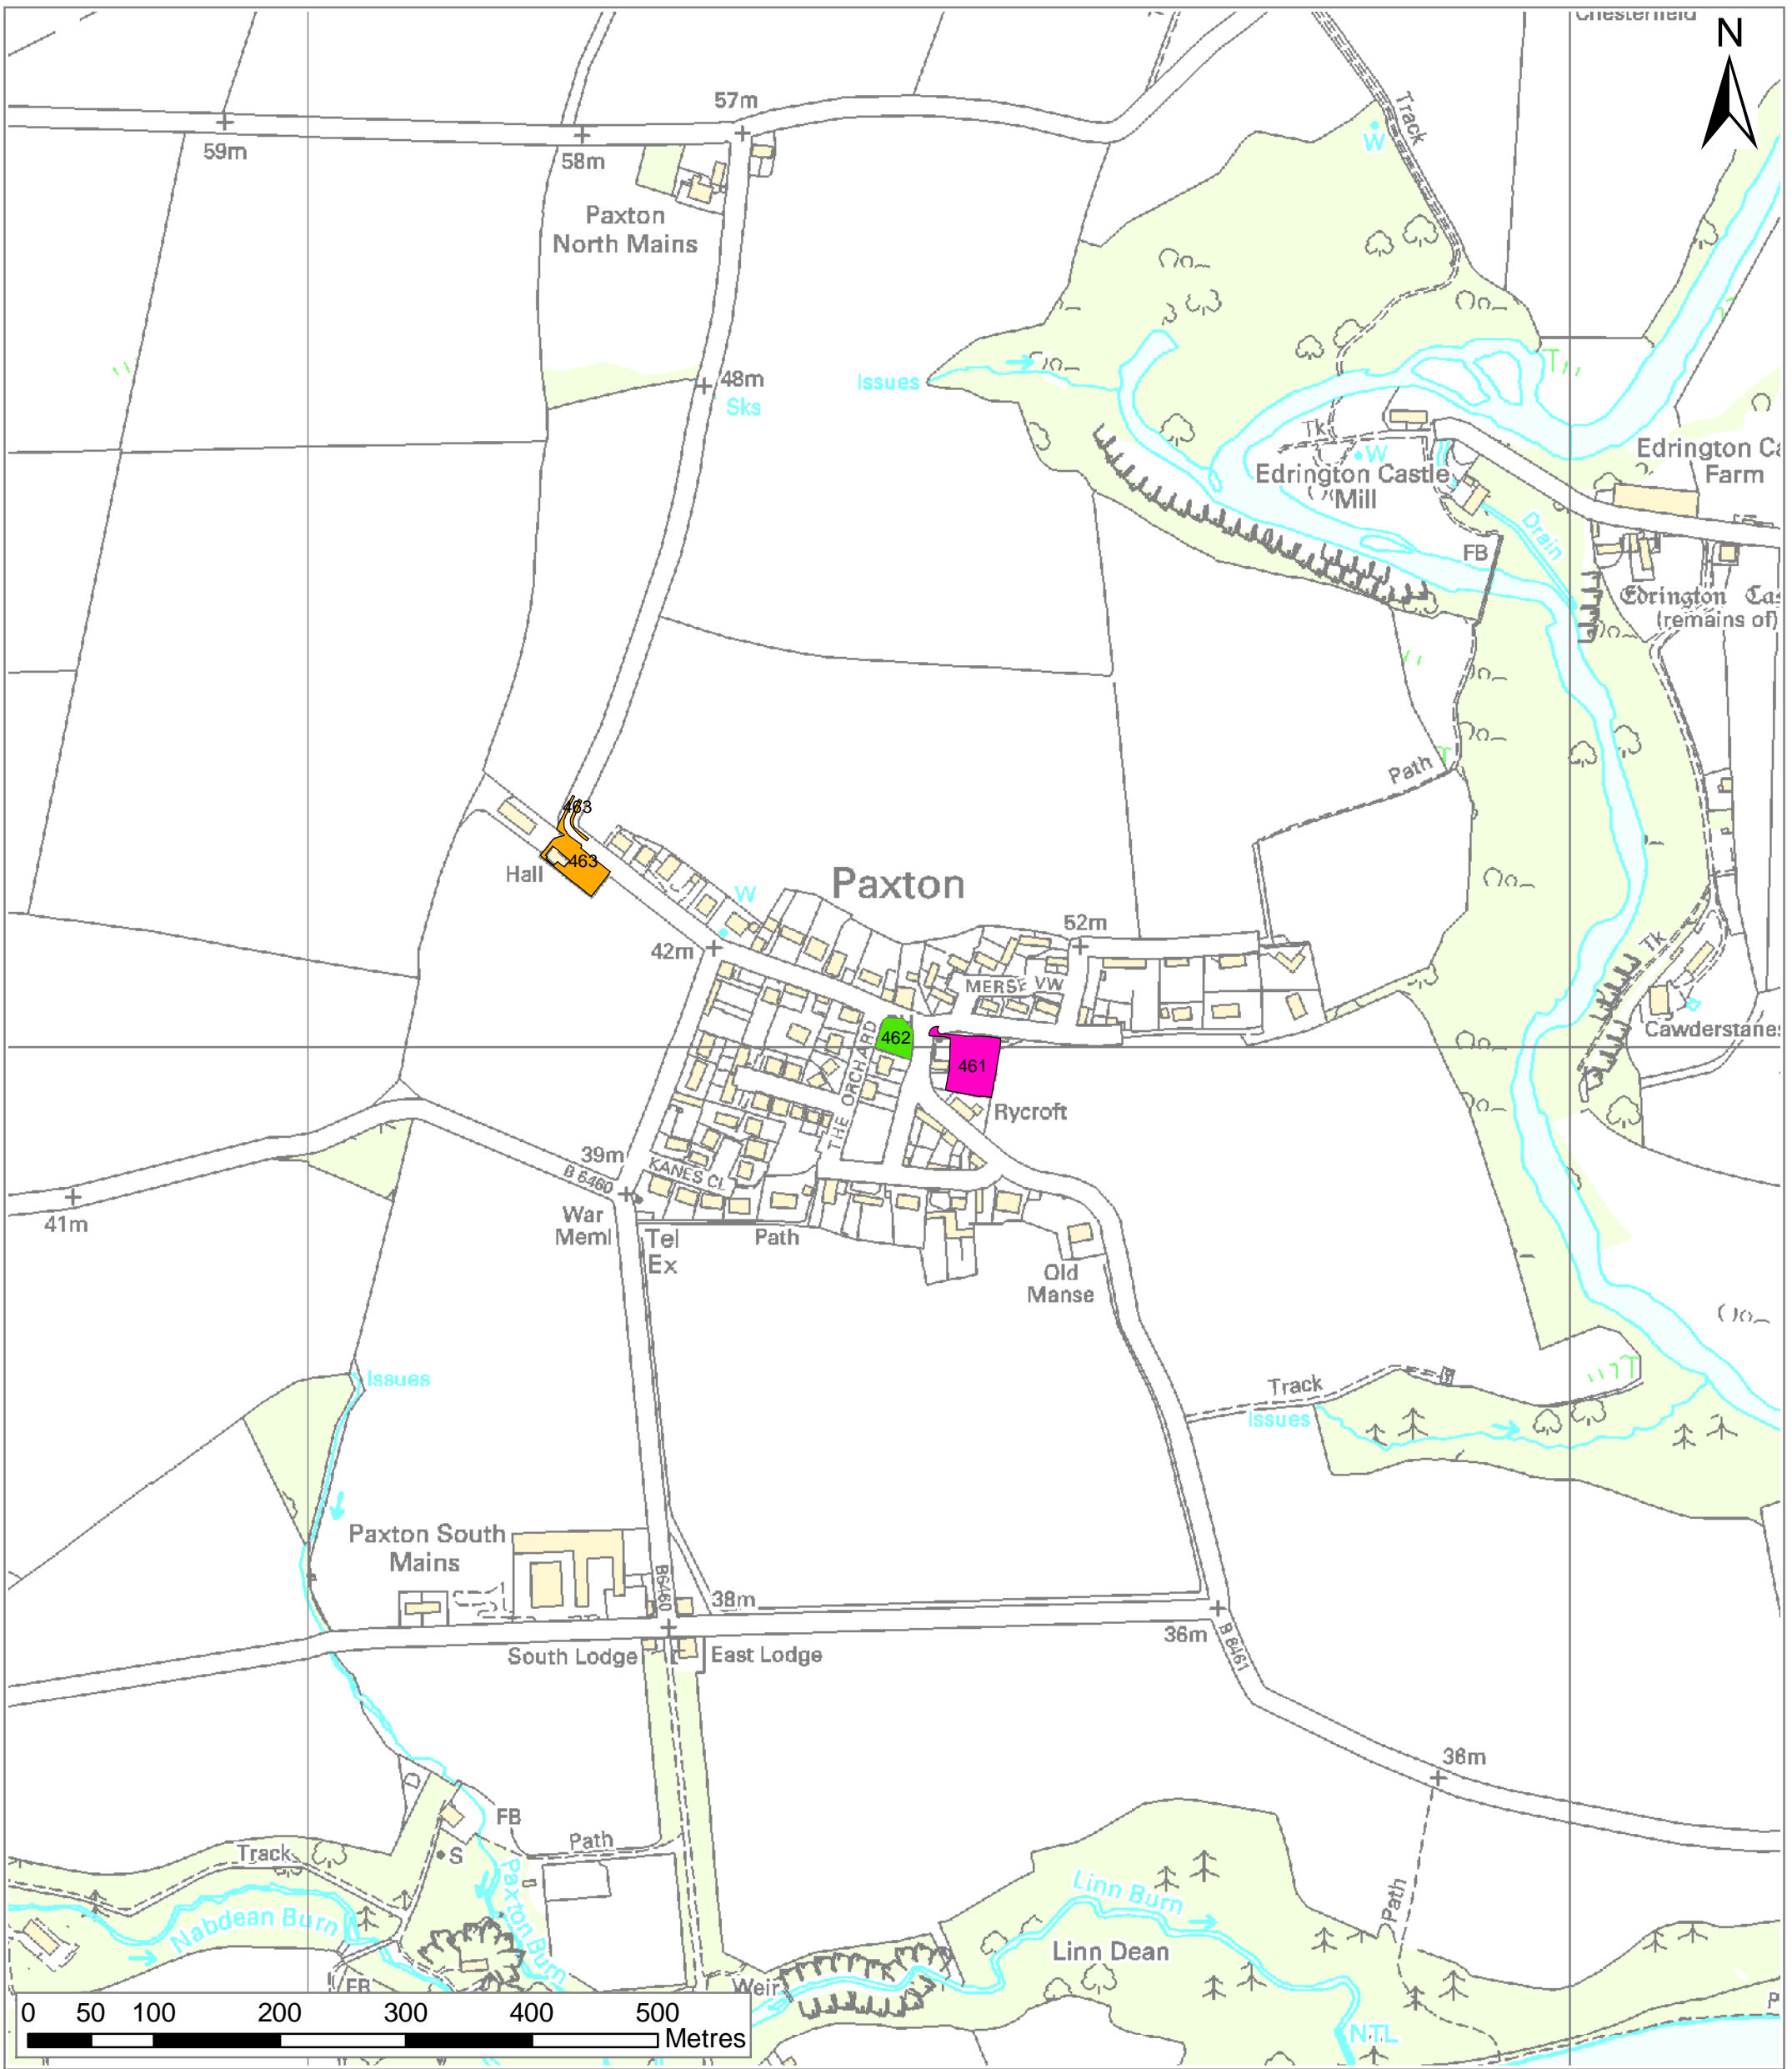 Chesterfield
N
57m
Track
W
59m
58m
Paxton
North Mains
48m
Sks
Issues
Tk
W
Edrington Castle
Mill
Edrington Ca
Farm
Drain
FB
Edrington Cas
(remains of)
Path
463
463
Hall
Paxton
W
52m
42m
MERSE VW
Tk
462
461
THE ORCHARD
Cawderstanes
Rycroft
39m
B 6460
KANES CL
41m
War
Meml
Tel
Ex
Path
Old
Manse
Issues
Track
Issues
Paxton South
Mains
B6460
38m
36m
B 6461
South Lodge
East Lodge
36m
FB
Path
Track
S
Paxton Burn
Path
Linn Burn
Nabdean Burn
Linn Dean
FB
Weir
P
NTL
0 50 100 200 300 400 500
Metres